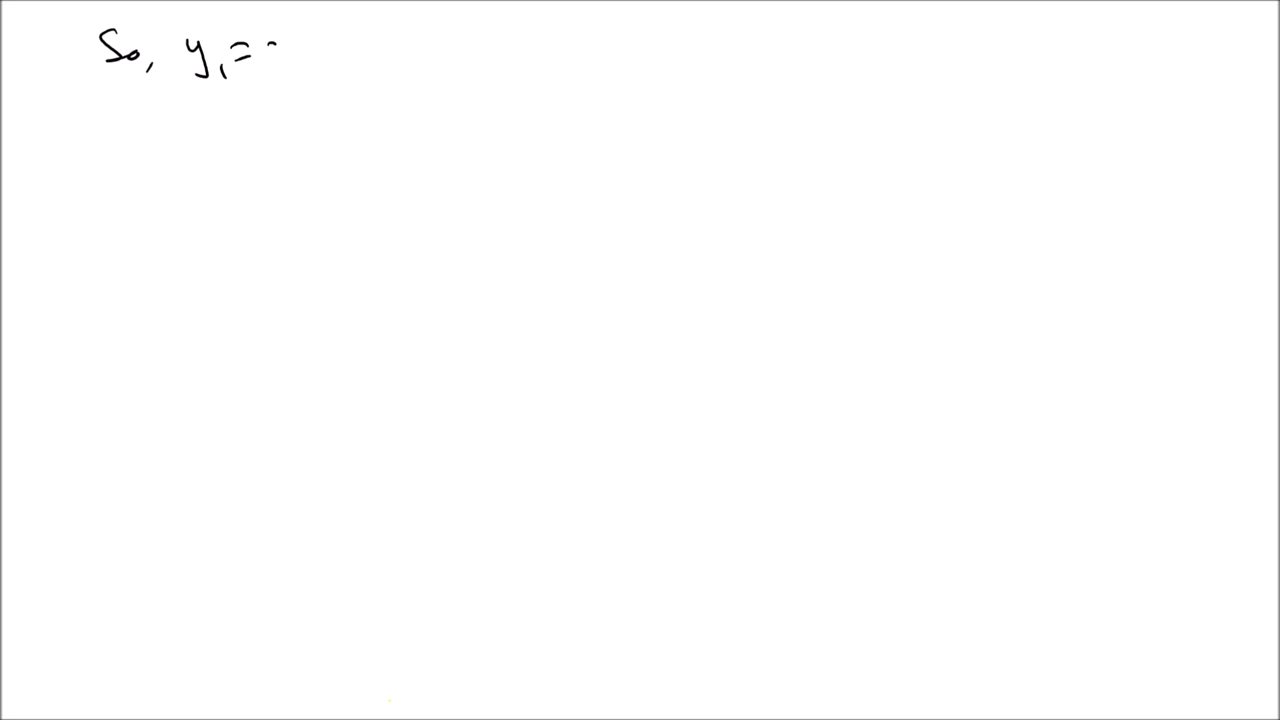 So, y₁ =